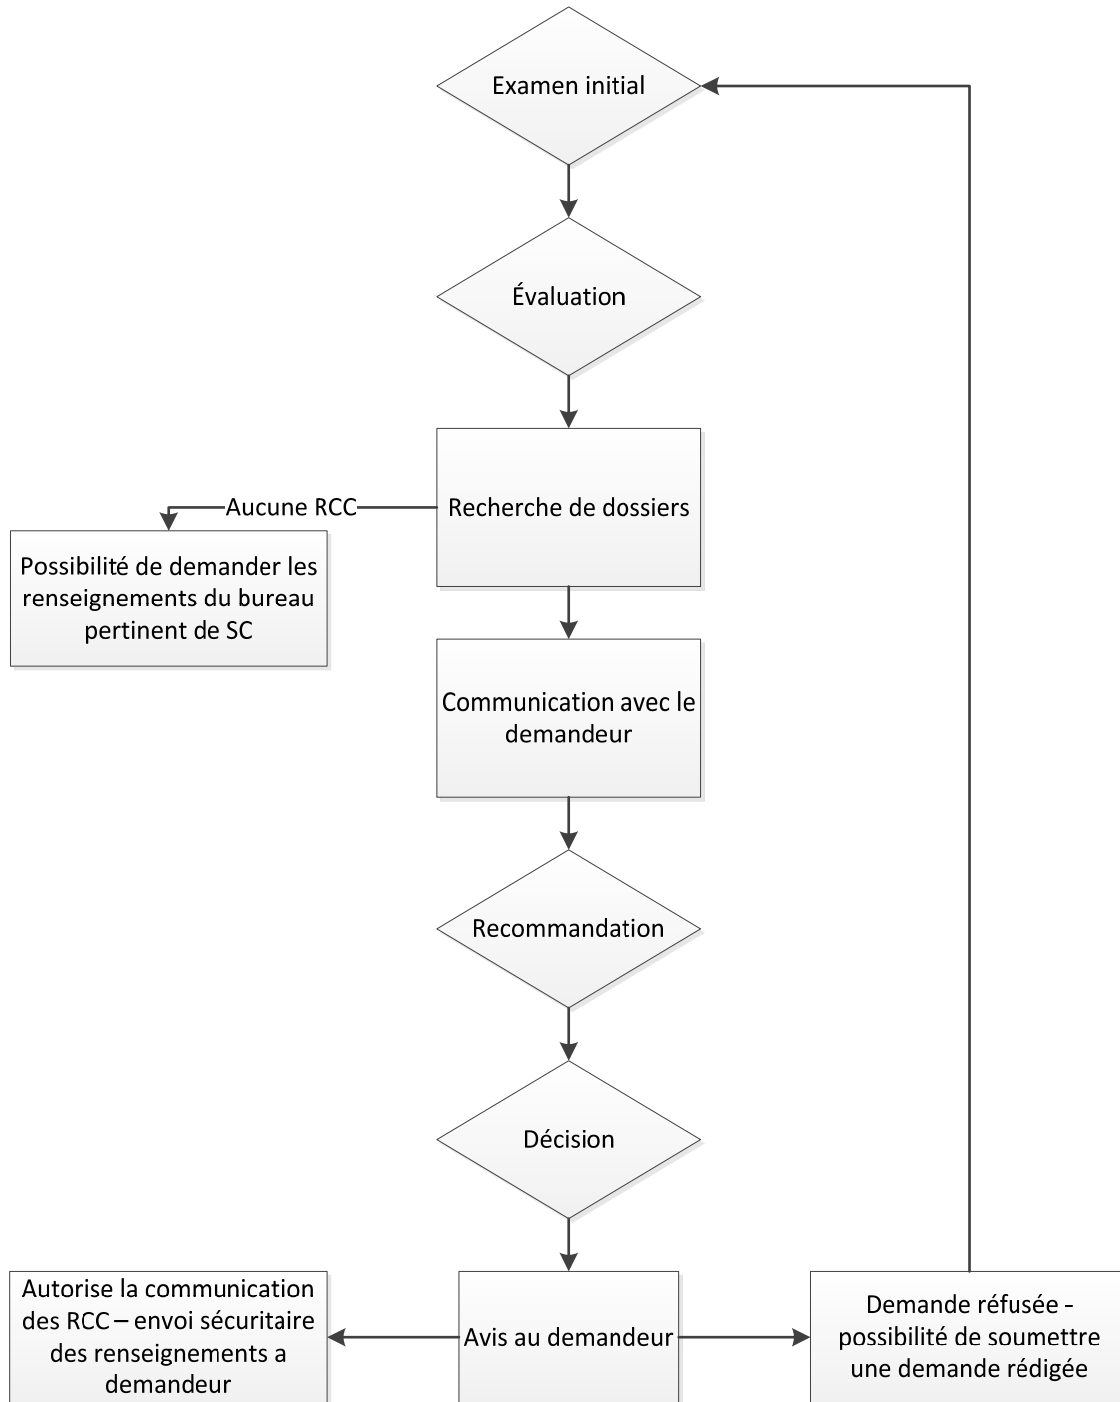 Examen initial
Évaluation
Recherche de dossiers
Aucune RCC
Possibilité de demander les
renseignements du bureau
pertinent de SC
Communication avec le
demandeur
Recommandation
Décision
Autorise la communication
des RCC – envoi sécuritaire
des renseignements a
demandeur
Avis au demandeur
Demande réfusée -
possibilité de soumettre
une demande rédigée